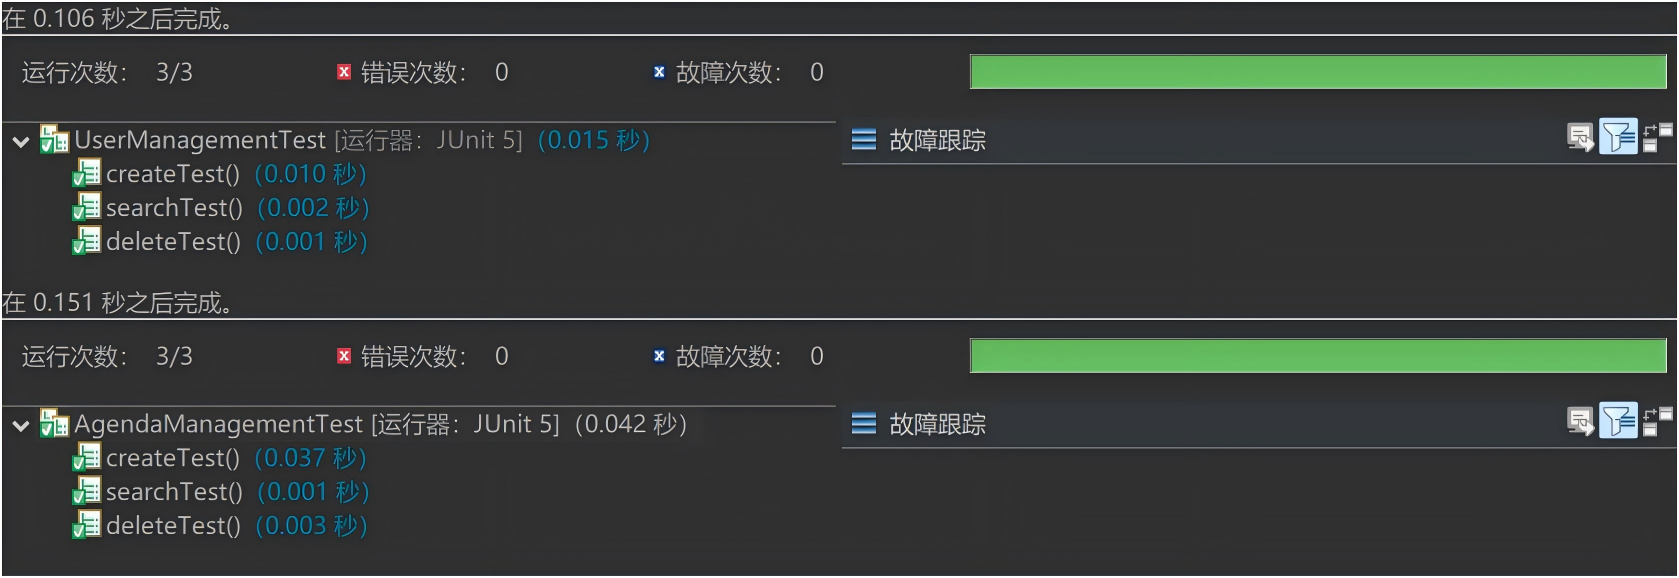 在 0.106 秒之后完成。
运行次数： 3/3 错误次数： 0 故障次数： 0
UserManagementTest [运行器：JUnit 5] (0.015 秒)
故障跟踪
createTest() (0.010 秒)
searchTest() (0.002 秒)
deleteTest() (0.001 秒)
在 0.151 秒之后完成。
运行次数： 3/3 错误次数： 0 故障次数： 0
AgendaManagementTest [运行器：JUnit 5] (0.042 秒)
故障跟踪
createTest() (0.037 秒)
searchTest() (0.001 秒)
deleteTest() (0.003 秒)